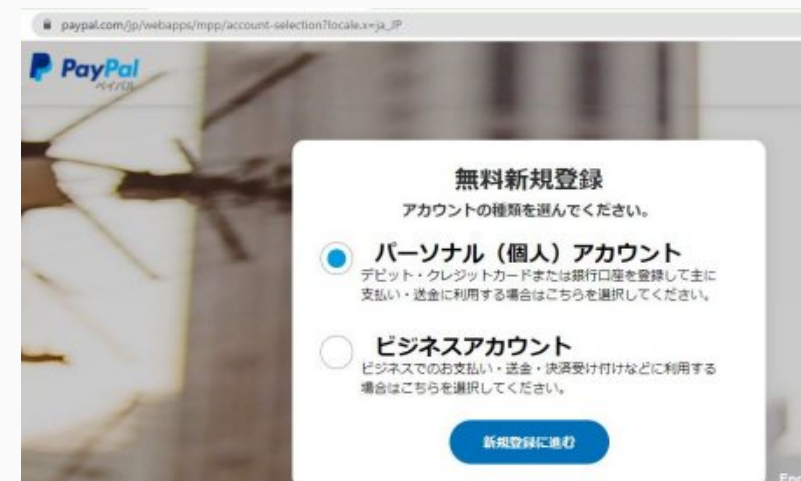 paypal.com/jp/webapps/mpp/account-selection?locale.x=ja_JP
PayPal
ペイパル
無料新規登録
アカウントの種類を選んでください。
パーソナル（個人）アカウント
デビット・クレジットカードまたは銀行口座を登録して主に
支払い・送金に利用する場合はこちらを選択してください。
ビジネスアカウント
ビジネスでのお支払い・送金・決済受け付けなどに利用する
場合はこちらを選択してください。
新規登録に進む